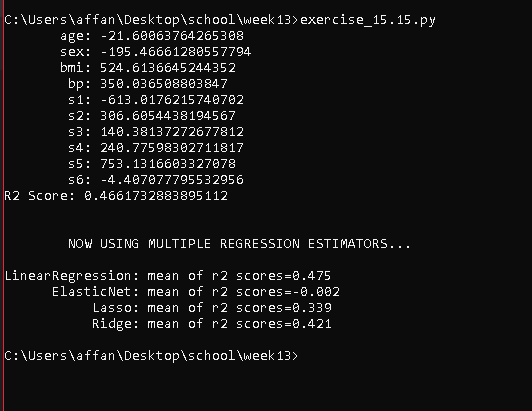 C:\Users\affan\Desktop\school\week13>exercise_15.15.py
age: -21.60063764265308
sex: -195.46661280557794
bmi: 524.6136645244352
bp: 350.036508803847
s1: -613.0176215740702
s2: 306.6054438194567
s3: 140.38137272677812
s4: 240.77598302711817
s5: 753.1316603327078
s6: -4.407077795532956
R2 Score: 0.4661732883895112
NOW USING MULTIPLE REGRESSION ESTIMATORS...
LinearRegression: mean of r2 scores=0.475
ElasticNet: mean of r2 scores=-0.002
Lasso: mean of r2 scores=0.339
Ridge: mean of r2 scores=0.421
C:\Users\affan\Desktop\school\week13>